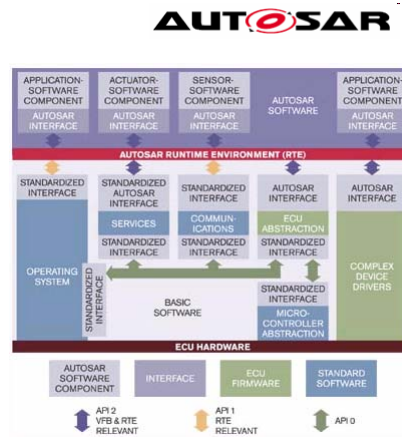 AUTOSAR
APPLICATION-
SOFTWARE
COMPONENT
AUTOSAR
INTERFACE
ACTUATOR-
SOFTWARE
COMPONENT
AUTOSAR
INTERFACE
SENSOR-
SOFTWARE
COMPONENT
AUTOSAR
INTERFACE
AUTOSAR
SOFTWARE
APPLICATION-
SOFTWARE
COMPONENT
AUTOSAR
INTERFACE
AUTOSAR RUNTIME ENVIRONMENT (RTE)
STANDARDIZED
INTERFACE
OPERATING
SYSTEM
STANDARDIZED
AUTOSAR
INTERFACE
SERVICES
STANDARDIZED
INTERFACE
STANDARDIZED
INTERFACE
COMMUN-
ICATIONS
STANDARDIZED
INTERFACE
AUTOSAR
INTERFACE
ECU
ABSTRACTION
STANDARDIZED
INTERFACE
AUTOSAR
INTERFACE
COMPLEX
DEVICE
DRIVERS
STANDARDIZED
INTERFACE
BASIC
SOFTWARE
STANDARDIZED
INTERFACE
MICRO-
CONTROLLER
ABSTRACTION
ECU HARDWARE
AUTOSAR
SOFTWARE
COMPONENT
INTERFACE
ECU
FIRMWARE
STANDARD
SOFTWARE
API 2
VFB & RTE
RELEVANT
API 1
RTE
RELEVANT
API 0